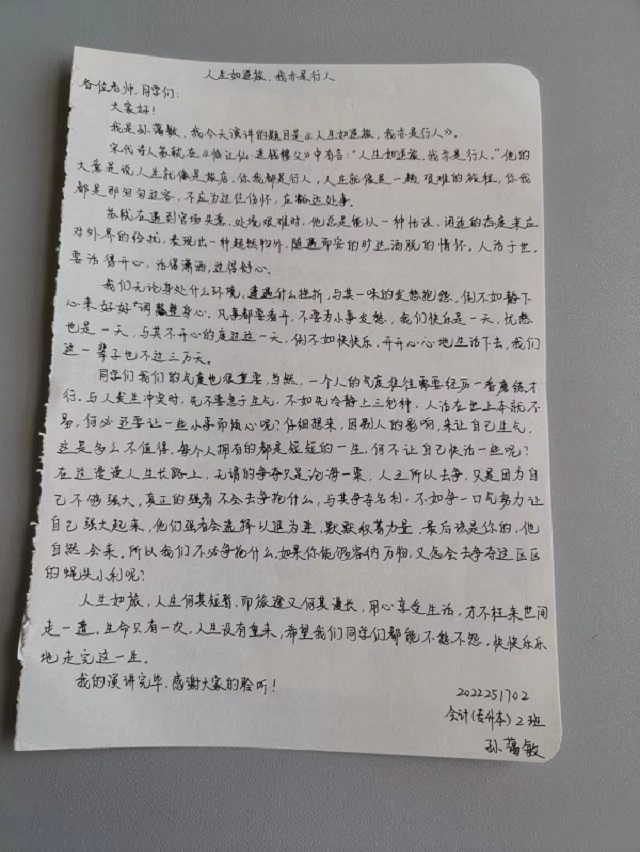 人生如逆旅,我亦是行人
各位老师,同学们:
大家好!
我是孙蔼敏,我今天演讲的题目是《人生如逆旅,我亦是行人》。
宋代诗人苏轼在《临江仙·送钱穆父》中有言:“人生如逆旅,我亦是行人。”他的
大意是说人生就像是旅店,你我都是行人,人生就像是一趟艰难的旅程,你我
都是那匆匆过客,不应为过往伤怀,应豁达处事。
苏轼在遇到官场失意,处境艰难时,他总是能以一种恬淡,闲适的态度来应
对外界的纷扰,表现出一种超然物外,随遇而安的旷达洒脱的情怀。人活于世,
要活得开心,活得潇洒,过得舒心。
我们无论身处什么环境,遭遇什么挫折,与其一味的发愁抱怨,倒不如静下
心来好好“调整身心,凡事都要看开,不要为小事发愁,我们快乐是一天,忧愁
也是一天,与其不开心的度过这一天,倒不如快快乐,开开心心地生活下去,我们
这一辈子也不过三万天。
同学们我们的气度也很重要,当然,一个人的气度往往需要经历一番磨练才
行。与人发生冲突时,先不要急于生气,不如先冷静上三秒钟,人活在世上本就不
易,何必还要让一些小事而烦心呢?仔细想来,因别人的影响,来让自己生气,
这是多么不值得,每个人拥有的都是短短的一生,何不让自己快活一些呢?
在这漫漫人生长路上,无谓的争夺只是沧海一粟,人之所以去争,只是因为自
己不够强大。真正的强者不会去争抢什么,与其争夺名利,不如争一口气努力让
自己强大起来,他们强者会选择以退为进,默默收蓄力量,最后该是你的,他
自然会来。所以我们不必争抢什么。如果你能够容纳万物,又怎会去争夺这区区
的蝇头小利呢?
人生如旅,人生何其短暂,而旅途又何其漫长,用心享受生活,才不枉来世间
走一遭,生命只有一次,人生没有重来,希望我们同学们都能不愁不怨,快快乐乐
地走完这一生。
我的演讲完毕,感谢大家的聆听!
2022251702
会计(专升本)2班
孙蔼敏